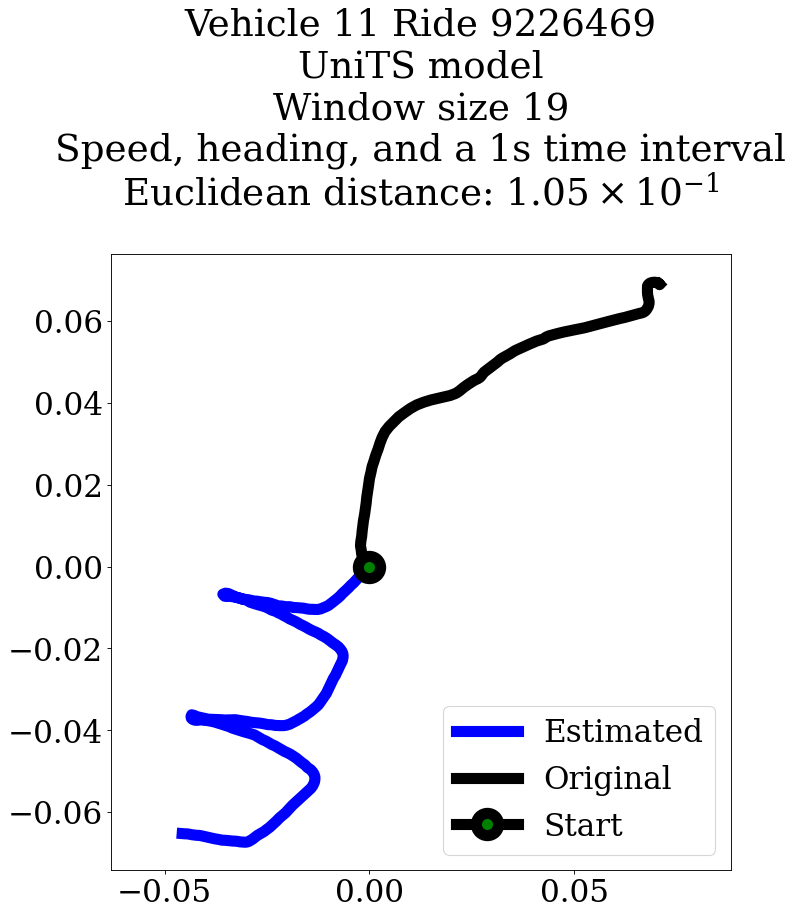 Vehicle 11 Ride 9226469
UniTS model
Window size 19
Speed, heading, and a 1s time interval
Euclidean distance: 1.05 × 10⁻¹
0.06
0.04
0.02
0.00
−0.02
−0.04
−0.06
Estimated
Original
Start
−0.05 0.00 0.05